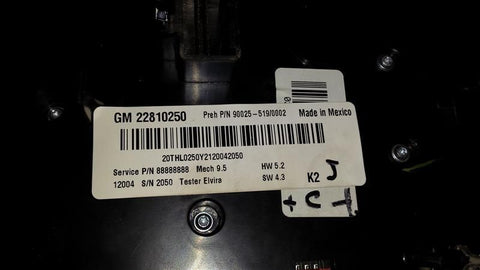 GM 22810250 Preh P/N 90025-519/0002 Made in Mexico
20THL0250Y2120042050
Service P/N 88888888 Mech 9.5 HW 5.2
12004 S/N 2050 Tester Elvira SW 4.3 K2 J
+C-